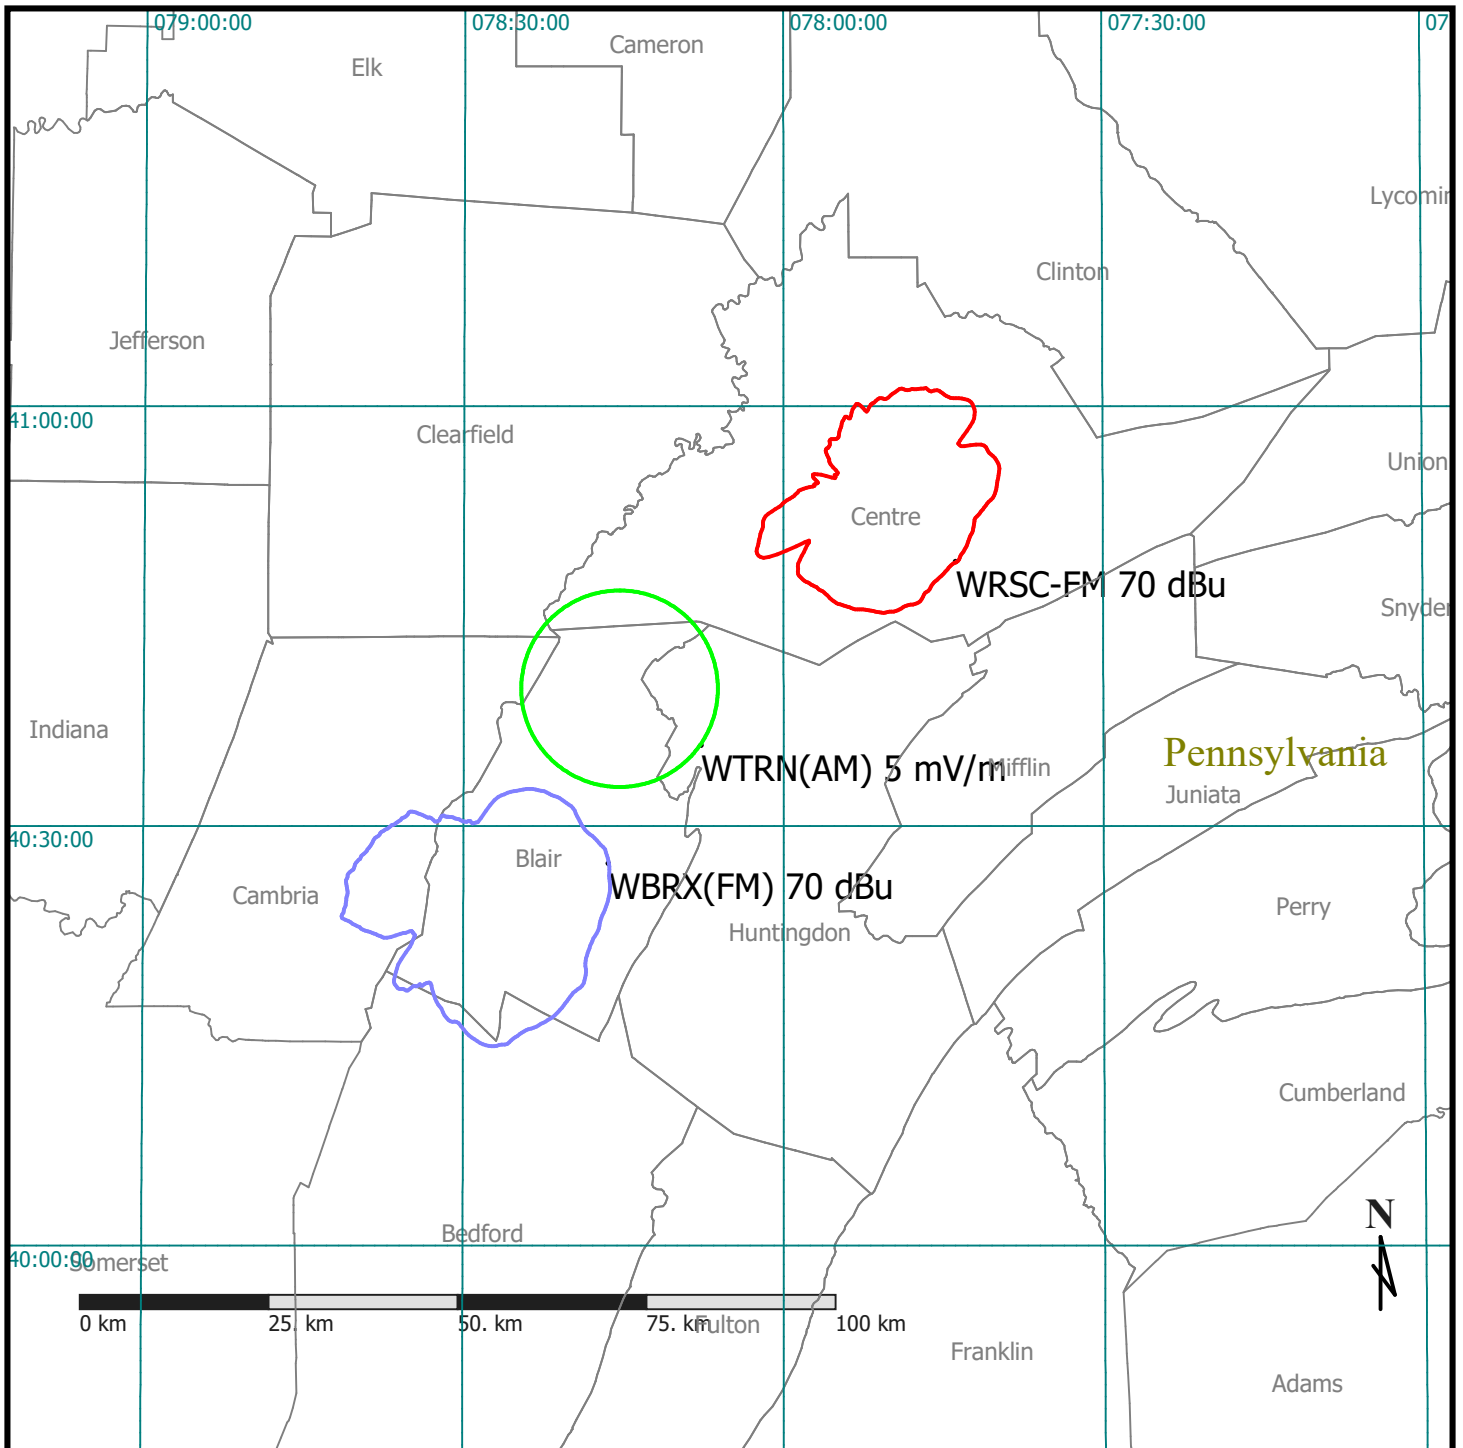 079:00:00
078:30:00
078:00:00
077:30:00
07
Cameron
Elk
Lycomin
Clinton
Jefferson
41:00:00
Clearfield
Union
Centre
WRSC-FM 70 dBu
Snyder
Indiana
Pennsylvania
WTRN(AM) 5 mV/m
Mifflin
Juniata
40:30:00
Blair
WBRX(FM) 70 dBu
Cambria
Perry
Huntingdon
Cumberland
N
Bedford
40:00:00
Somerset
0 km
25. km
50. km
75. km
100 km
Fulton
Franklin
Adams